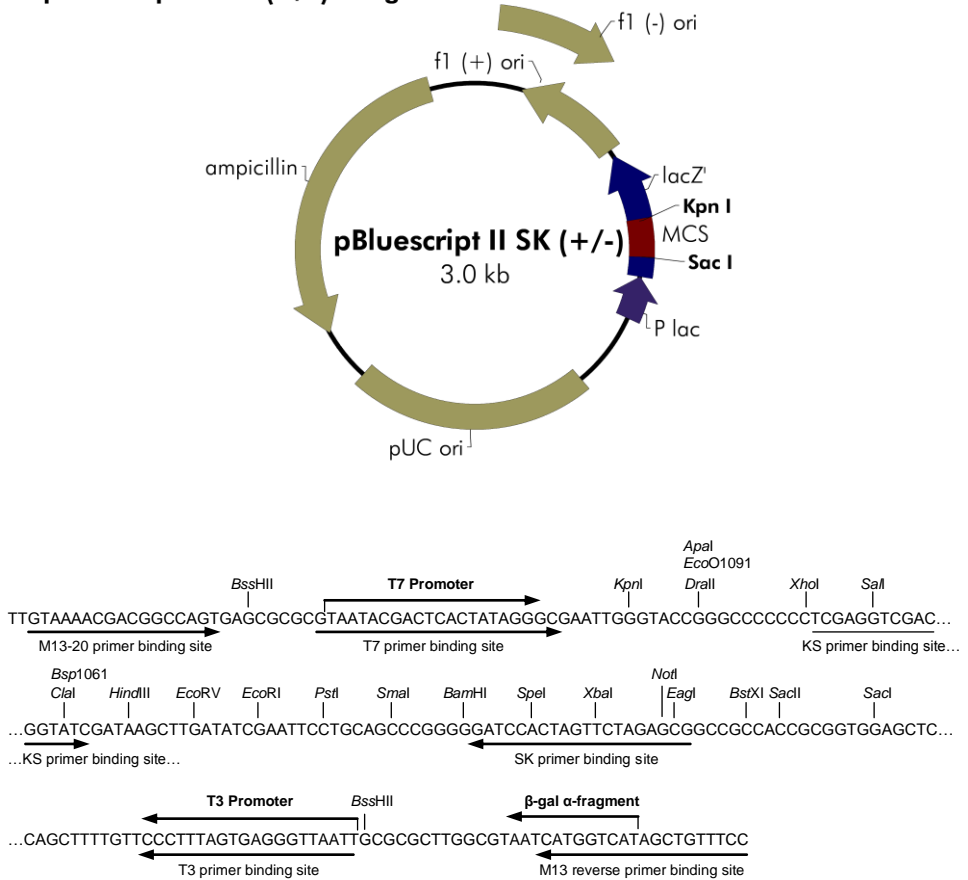 f1 (-) ori
f1 (+) ori
ampicillin
lacZ'
Kpn I
pBluescript II SK (+/-)
MCS
3.0 kb
Sac I
P lac
pUC ori
ApaI
EcoO1091
BssHII T7 Promoter KpnI DraII XhoI SalI
TTGTAAAACGACGGCCAGTGAGCGCGCGTAATACGACTCACTATAGGGCGAATTGGGTACCGGGCCCCCCCTCGAGGTCGAC…
M13-20 primer binding site T7 primer binding site KS primer binding site…
Bsp1061 NotI
ClaI HindIII EcoRV EcoRI PstI SmaI BamHI SpeI XbaI EagI BstXI SacII SacI
…GGTATCGATAAGCTTGATATCGAATTCCTGCAGCCCGGGGGATCCACTAGTTCTAGAGCGGCCGCCACCGCGGTGGAGCTC…
…KS primer binding site… SK primer binding site
T3 Promoter BssHII β-gal α-fragment
…CAGCTTTTGTTCCCTTTAGTGAGGGTTAATTGCGCGCTTGGCGTAATCATGGTCATAGCTGTTTCC
T3 primer binding site M13 reverse primer binding site